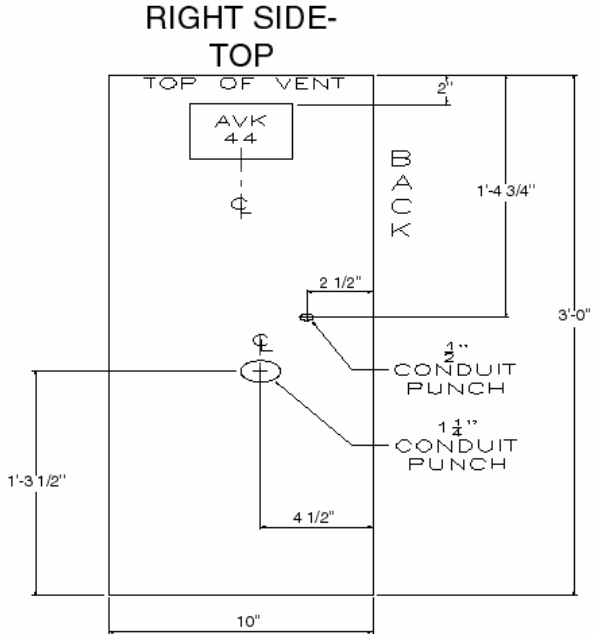 RIGHT SIDE-
TOP
TOP OF VENT
2"
AVK
44
℄
B
A
C
K
1'-4 3/4"
2 1/2"
3'-0"
℄
1/2"
CONDUIT
PUNCH
1 1/4"
CONDUIT
PUNCH
1'-3 1/2"
4 1/2"
10"